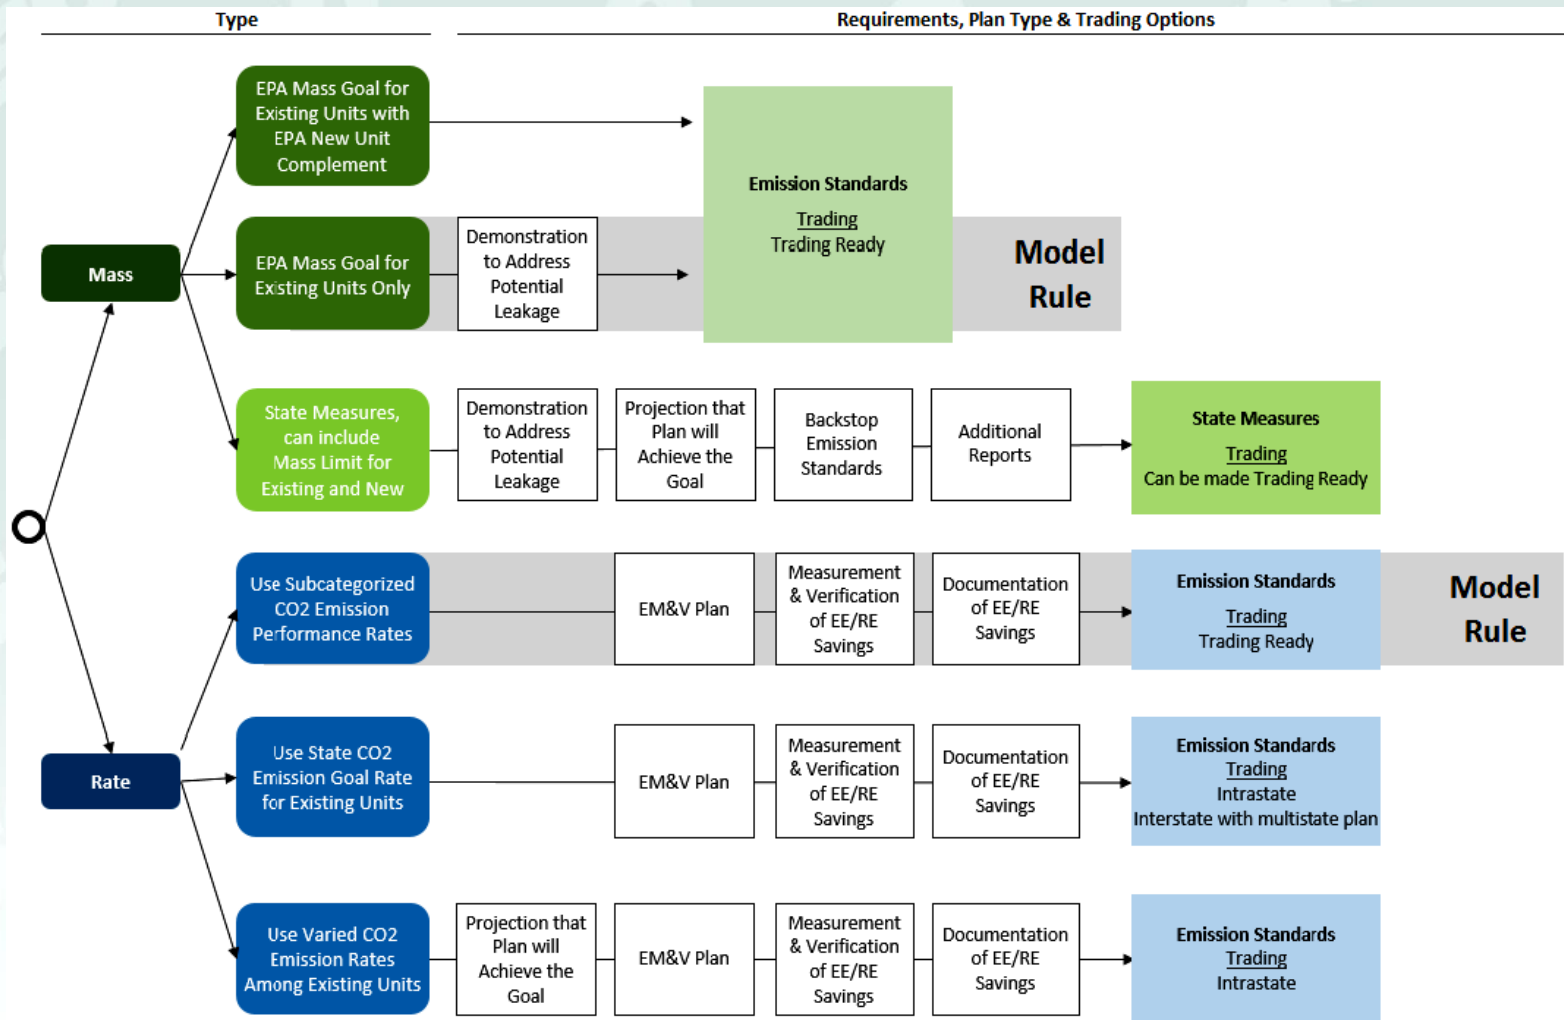 Type
Requirements, Plan Type & Trading Options
EPA Mass Goal for
Existing Units with
EPA New Unit
Complement
Emission Standards
Trading
Trading Ready
Mass
EPA Mass Goal for
Existing Units Only
Demonstration
to Address
Potential
Leakage
Model
Rule
State Measures,
can include
Mass Limit for
Existing and New
Demonstration
to Address
Potential
Leakage
Projection that
Plan will
Achieve the
Goal
Backstop
Emission
Standards
Additional
Reports
State Measures
Trading
Can be made Trading Ready
Use Subcategorized
CO2 Emission
Performance Rates
EM&V Plan
Measurement
& Verification
of EE/RE
Savings
Documentation
of EE/RE
Savings
Emission Standards
Trading
Trading Ready
Model
Rule
Rate
Use State CO2
Emission Goal Rate
for Existing Units
EM&V Plan
Measurement
& Verification
of EE/RE
Savings
Documentation
of EE/RE
Savings
Emission Standards
Trading
Intrastate
Interstate with multistate plan
Use Varied CO2
Emission Rates
Among Existing Units
Projection that
Plan will
Achieve the
Goal
EM&V Plan
Measurement
& Verification
of EE/RE
Savings
Documentation
of EE/RE
Savings
Emission Standards
Trading
Intrastate